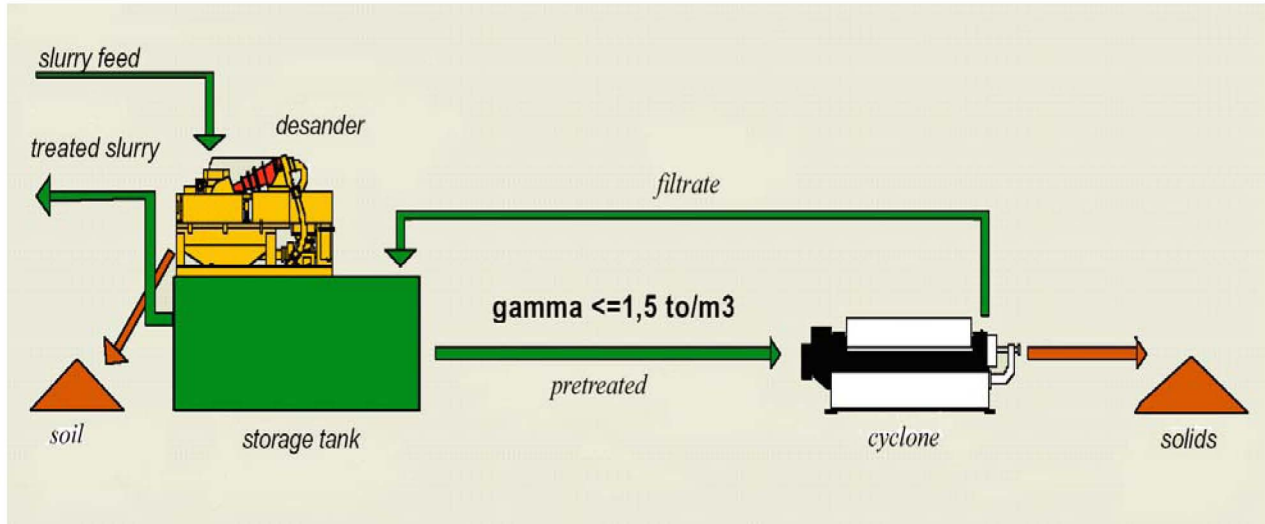 slurry feed
desander
treated slurry
filtrate
gamma <=1,5 to/m3
pretreated
soil
storage tank
cyclone
solids